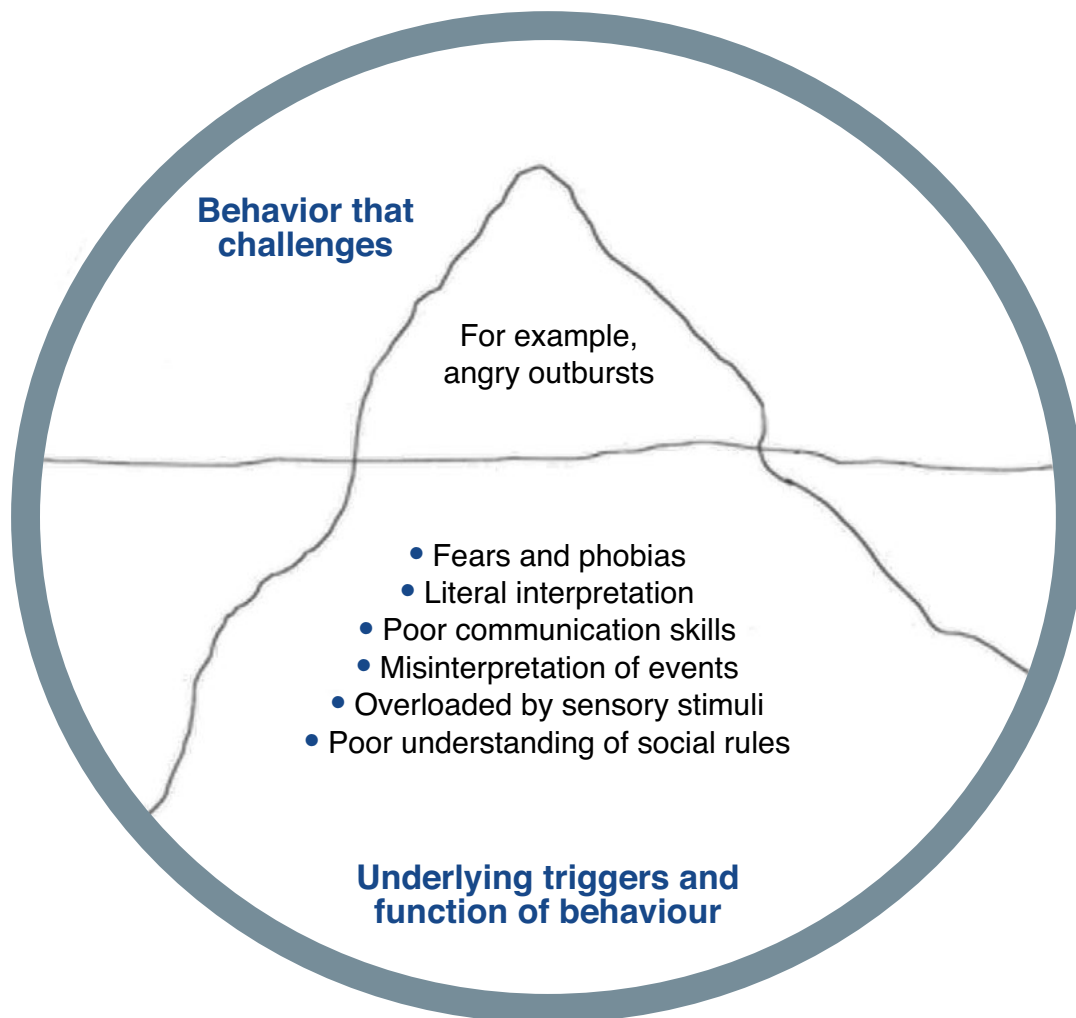 Behavior that
challenges
For example,
angry outbursts
• Fears and phobias
• Literal interpretation
• Poor communication skills
• Misinterpretation of events
• Overloaded by sensory stimuli
• Poor understanding of social rules
Underlying triggers and
function of behaviour